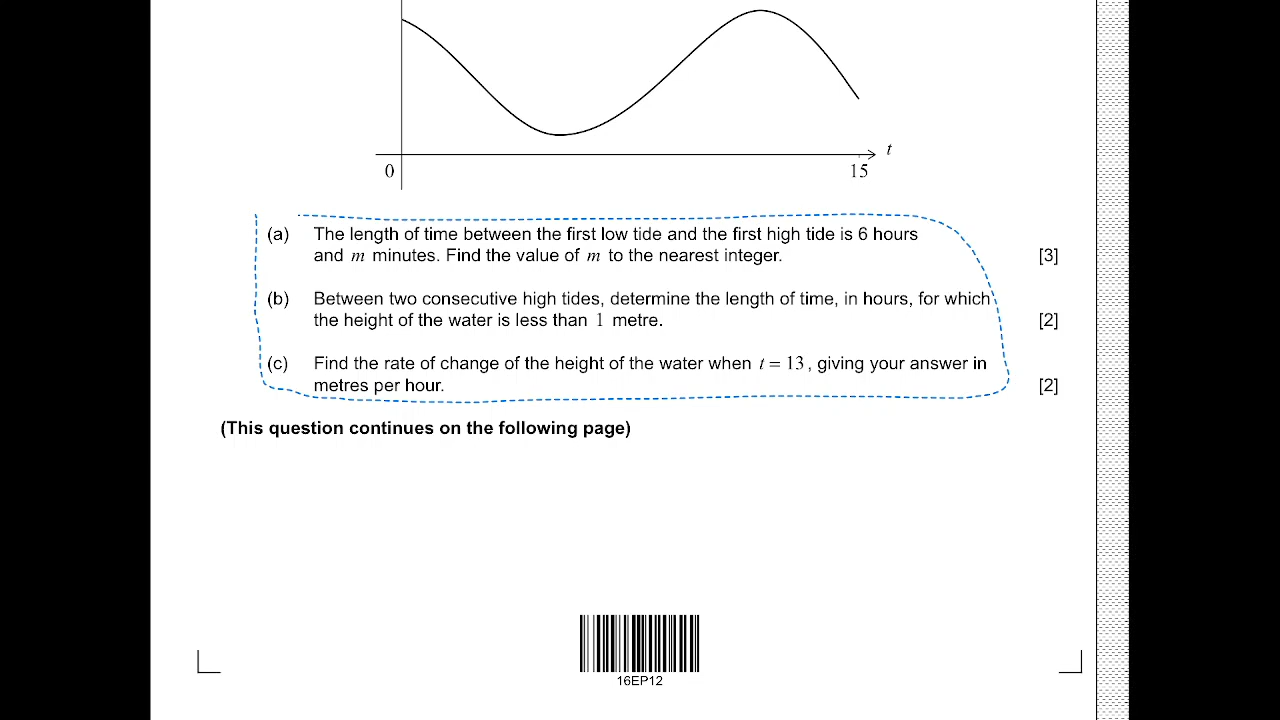 t
0
15
(a) The length of time between the first low tide and the first high tide is 6 hours
and m minutes. Find the value of m to the nearest integer. [3]
(b) Between two consecutive high tides, determine the length of time, in hours, for which
the height of the water is less than 1 metre. [2]
(c) Find the rate of change of the height of the water when t = 13, giving your answer in
metres per hour. [2]
(This question continues on the following page)
16EP12